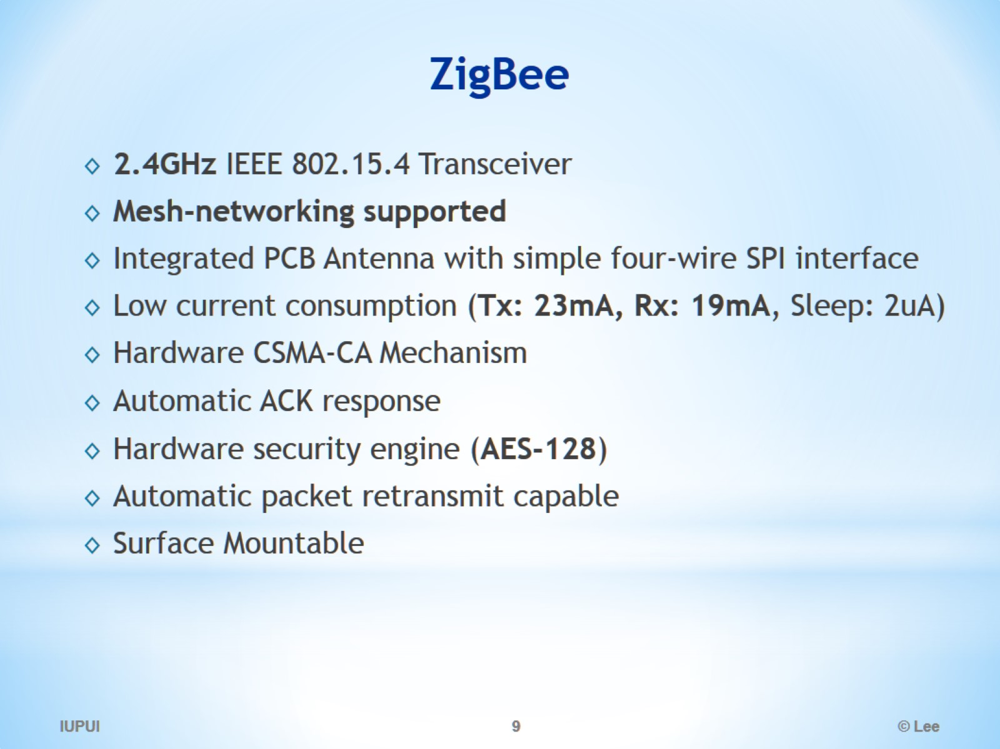 ZigBee
◇ 2.4GHz IEEE 802.15.4 Transceiver
◇ Mesh-networking supported
◇ Integrated PCB Antenna with simple four-wire SPI interface
◇ Low current consumption (Tx: 23mA, Rx: 19mA, Sleep: 2uA)
◇ Hardware CSMA-CA Mechanism
◇ Automatic ACK response
◇ Hardware security engine (AES-128)
◇ Automatic packet retransmit capable
◇ Surface Mountable
IUPUI 9 © Lee